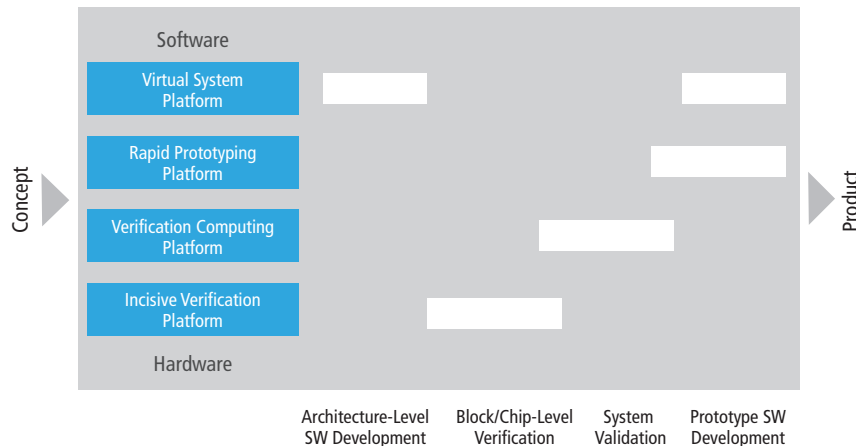 Software
Virtual System
Platform
Rapid Prototyping
Platform
Concept
Product
Verification Computing
Platform
Incisive Verification
Platform
Hardware
Architecture-Level
SW Development
Block/Chip-Level
Verification
System
Validation
Prototype SW
Development